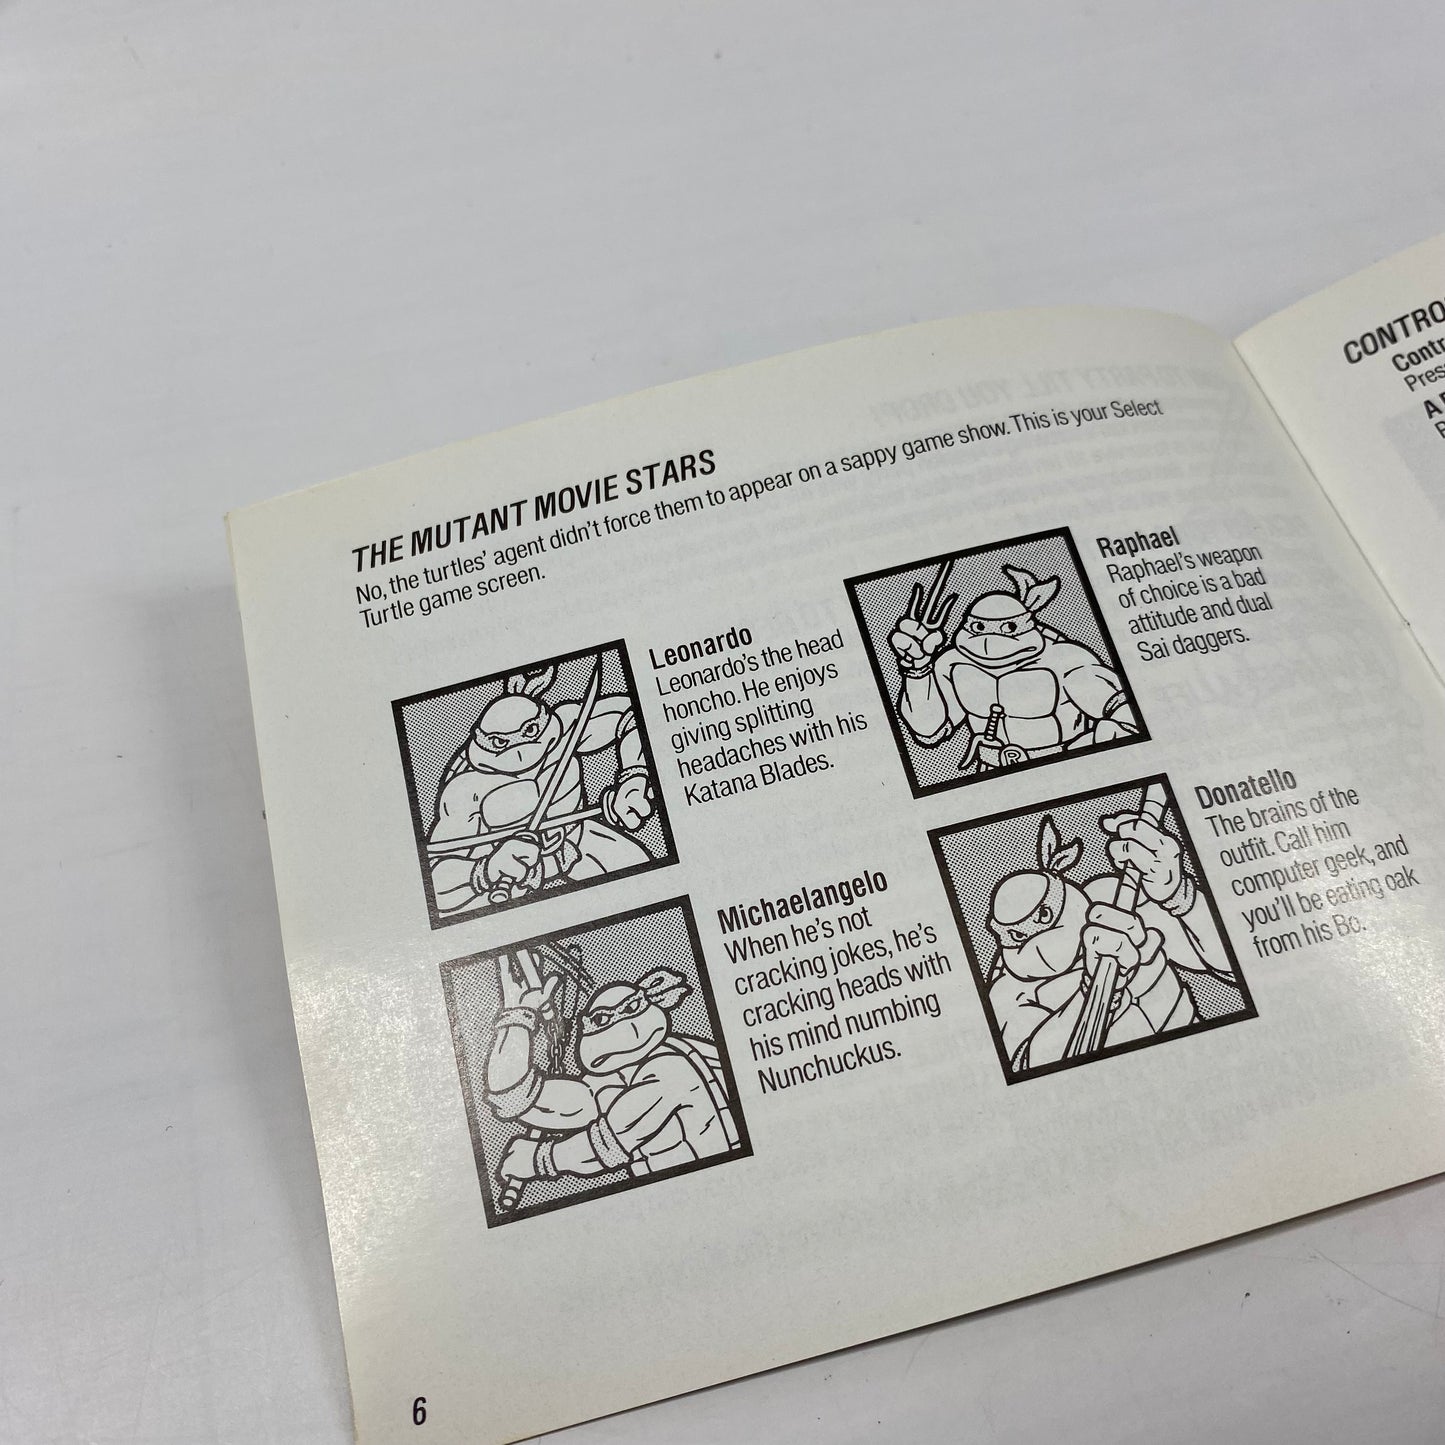 THE MUTANT MOVIE STARS
No, the turtles' agent didn't force them to appear on a sappy game show. This is your Select
Turtle game screen.
Leonardo
Leonardo's the head
honcho. He enjoys
giving splitting
headaches with his
Katana Blades.
Raphael
Raphael's weapon
of choice is a bad
attitude and dual
Sai daggers.
Michaelangelo
When he's not
cracking jokes, he's
cracking heads with
his mind numbing
Nunchuckus.
Donatello
The brains of the
outfit. Call him
computer geek, and
you'll be eating oak
from his Bo.
R
6
CONTRO
Contr
Pres
A